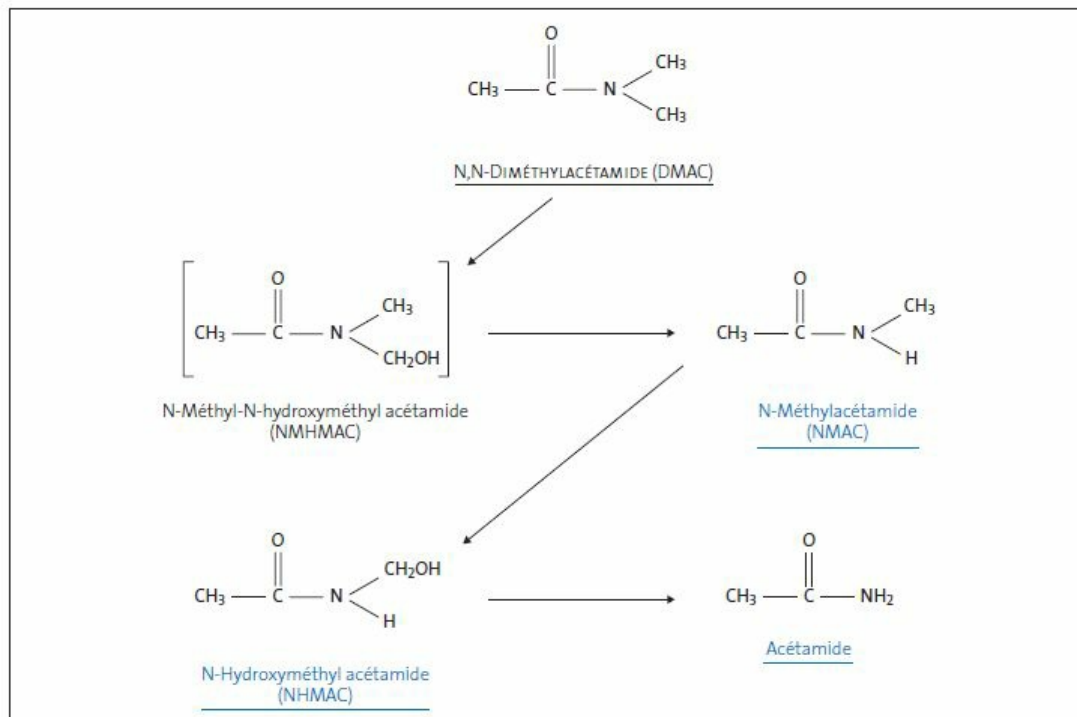 O
CH3
CH3 — C — N
CH3
N,N-DIMÉTHYLACÉTAMIDE (DMAC)
O
CH3
CH3 — C — N
CH2OH
N-Méthyl-N-hydroxyméthyl acétamide
(NMHMAC)
O
CH3
CH3 — C — N
H
N-Méthylacétamide
(NMAC)
O
CH2OH
CH3 — C — N
H
N-Hydroxyméthyl acétamide
(NHMAC)
O
CH3 — C — NH2
Acétamide